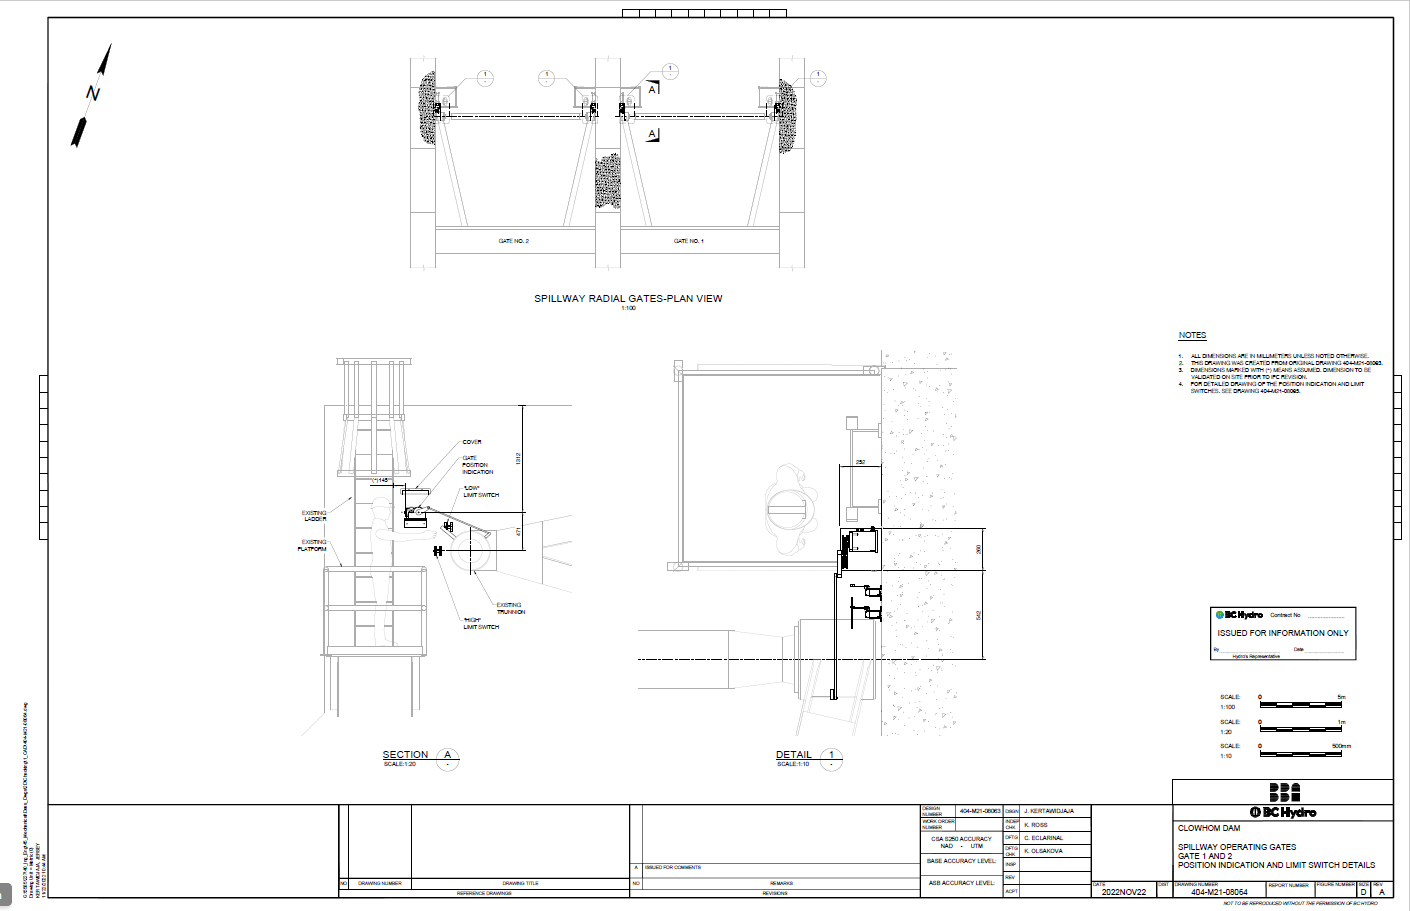 N
1
-
1
-
1
-
1
-
A
A
GATE NO. 2
GATE NO. 1
SPILLWAY RADIAL GATES-PLAN VIEW
1:100
NOTES
1. ALL DIMENSIONS ARE IN MILLIMETERS UNLESS NOTED OTHERWISE.
2. THIS DRAWING WAS CREATED FROM ORIGINAL DRAWING 404-M21-08063.
3. DIMENSIONS MARKED WITH (+) MEANS ASSUMED. DIMENSION TO BE
VALIDATED ON SITE PRIOR TO IFC REVISION.
4. FOR DETAILED DRAWING OF THE POSITION INDICATION AND LIMIT
SWITCHES, SEE DRAWING 404-M21-08065.
COVER
GATE
POSITION
INDICATION
"LOW"
LIMIT SWITCH
1312
(+)145
471
EXISTING
LADDER
EXISTING
PLATFORM
EXISTING
TRUNNION
"HIGH"
LIMIT SWITCH
SECTION A
SCALE:1:20 -
252
260
542
DETAIL 1
SCALE:1:10 -
BC Hydro Contract No
ISSUED FOR INFORMATION ONLY
By Date
Hydro's Representative
SCALE: 0 5m
1:100
SCALE: 0 1m
1:20
SCALE: 0 500mm
1:10
BC Hydro
CLOWHOM DAM
SPILLWAY OPERATING GATES
GATE 1 AND 2
POSITION INDICATION AND LIMIT SWITCH DETAILS
DESIGN NUMBER 404-M21-08063
WORK ORDER NUMBER
CSA S250 ACCURACY
NAD - UTM
BASE ACCURACY LEVEL:
ASB ACCURACY LEVEL:
DSGN J. KERTAWIDJAJA
INDEP CHK K. ROSS
DFTG C. ECLARINAL
DFTG CHK K. OLSAKOVA
INSP
REV
ACPT
A ISSUED FOR COMMENTS
NO DRAWING NUMBER DRAWING TITLE
REFERENCE DRAWINGS
NO REMARKS
REVISIONS
DATE 2022NOV22
DIST
DRAWING NUMBER 404-M21-08064
REPORT NUMBER
FIGURE NUMBER
SIZE D
REV A
NOT TO BE REPRODUCED WITHOUT THE PERMISSION OF BC HYDRO